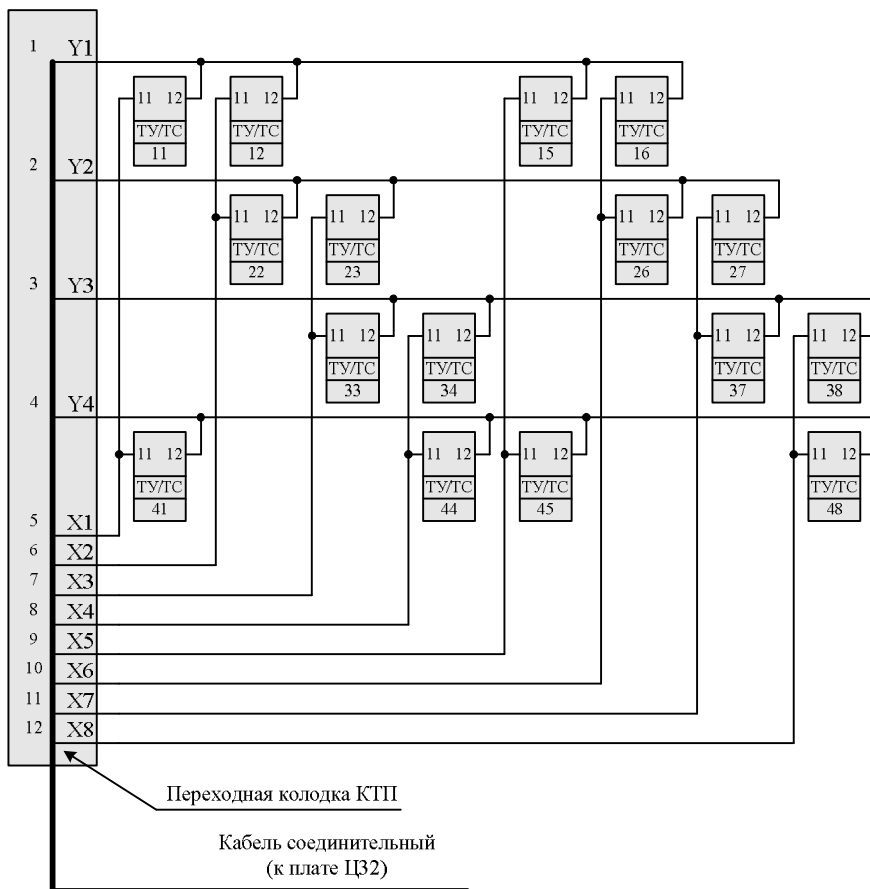 1 Y1
11 12 11 12 11 12 11 12
ТУ/ТС ТУ/ТС ТУ/ТС ТУ/ТС
11 12 15 16
2 Y2
11 12 11 12 11 12 11 12
ТУ/ТС ТУ/ТС ТУ/ТС ТУ/ТС
22 23 26 27
3 Y3
11 12 11 12 11 12 11 12
ТУ/ТС ТУ/ТС ТУ/ТС ТУ/ТС
33 34 37 38
4 Y4
11 12 11 12 11 12 11 12
ТУ/ТС ТУ/ТС ТУ/ТС ТУ/ТС
41 44 45 48
5 X1
6 X2
7 X3
8 X4
9 X5
10 X6
11 X7
12 X8
Переходная колодка КТП
Кабель соединительный
(к плате Ц32)